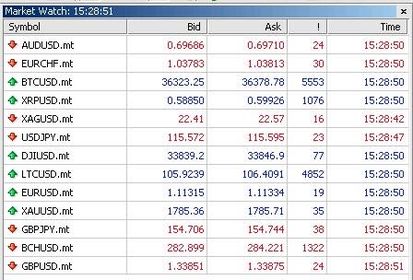 Market Watch: 15:28:51
Symbol Bid Ask ! Time
AUDUSD.mt 0.69686 0.69710 24 15:28:50
EURCHF.mt 1.03783 1.03813 30 15:28:50
BTCUSD.mt 36323.25 36378.78 5553 15:28:50
XRPUSD.mt 0.58850 0.59926 1076 15:28:50
XAGUSD.mt 22.41 22.57 16 15:28:42
USDJPY.mt 115.572 115.595 23 15:28:47
DJIUSD.mt 33839.2 33846.9 77 15:28:50
LTCUSD.mt 105.9239 106.4091 4852 15:28:50
EURUSD.mt 1.11315 1.11334 19 15:28:50
XAUUSD.mt 1785.36 1785.71 35 15:28:50
GBPJPY.mt 154.706 154.744 38 15:28:50
BCHUSD.mt 282.899 284.221 1322 15:28:50
GBPUSD.mt 1.33851 1.33875 24 15:28:51